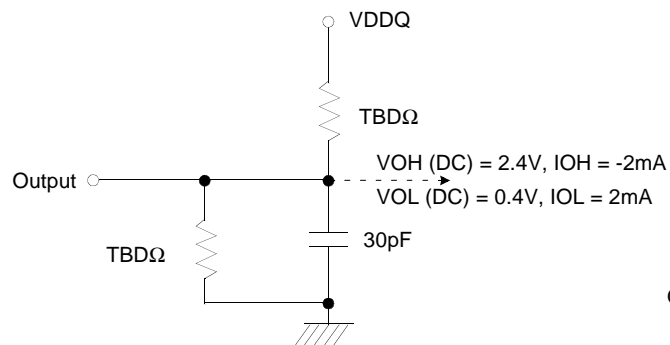 VDDQ
TBDΩ
VOH (DC) = 2.4V, IOH = -2mA
Output
VOL (DC) = 0.4V, IOL = 2mA
30pF
TBDΩ